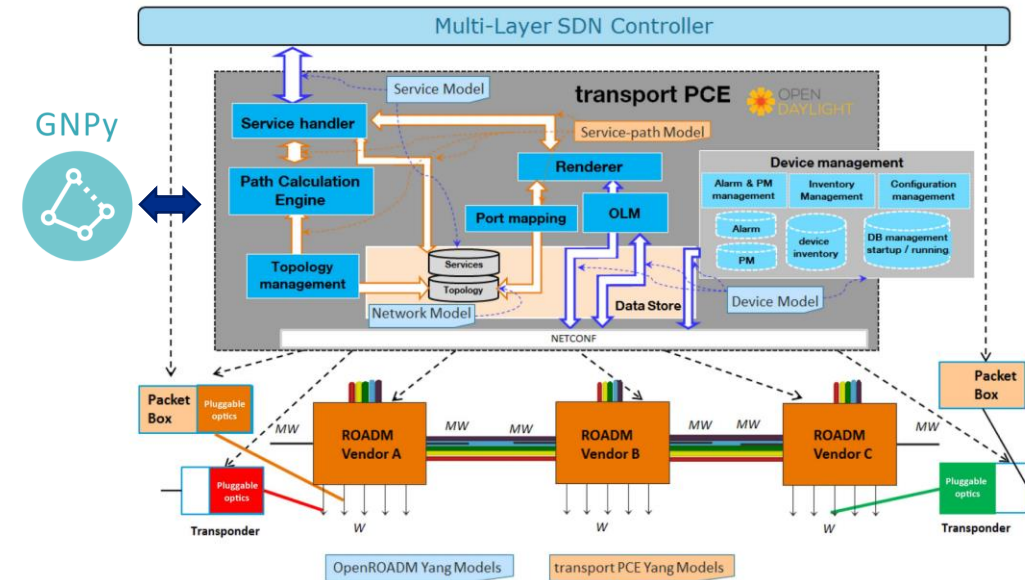 Multi-Layer SDN Controller
GNPy
Service Model
transport PCE
OPEN
DAYLIGHT
Service handler
Service-path Model
Renderer
Device management
Path Calculation
Engine
Alarm & PM
management
Inventory
Management
Configuration
management
Port mapping
OLM
Alarm
PM
device
inventory
DB management
startup / running
Services
Topology
management
Topology
Network Model
Data Store
Device Model
NETCONF
Packet
Box
Pluggable
optics
Packet
Box
MW
ROADM
Vendor A
MW
MW
ROADM
Vendor B
MW
MW
ROADM
Vendor C
MW
Pluggable
optics
Transponder
W
W
W
Pluggable
optics
Transponder
OpenROADM Yang Models
transport PCE Yang Models